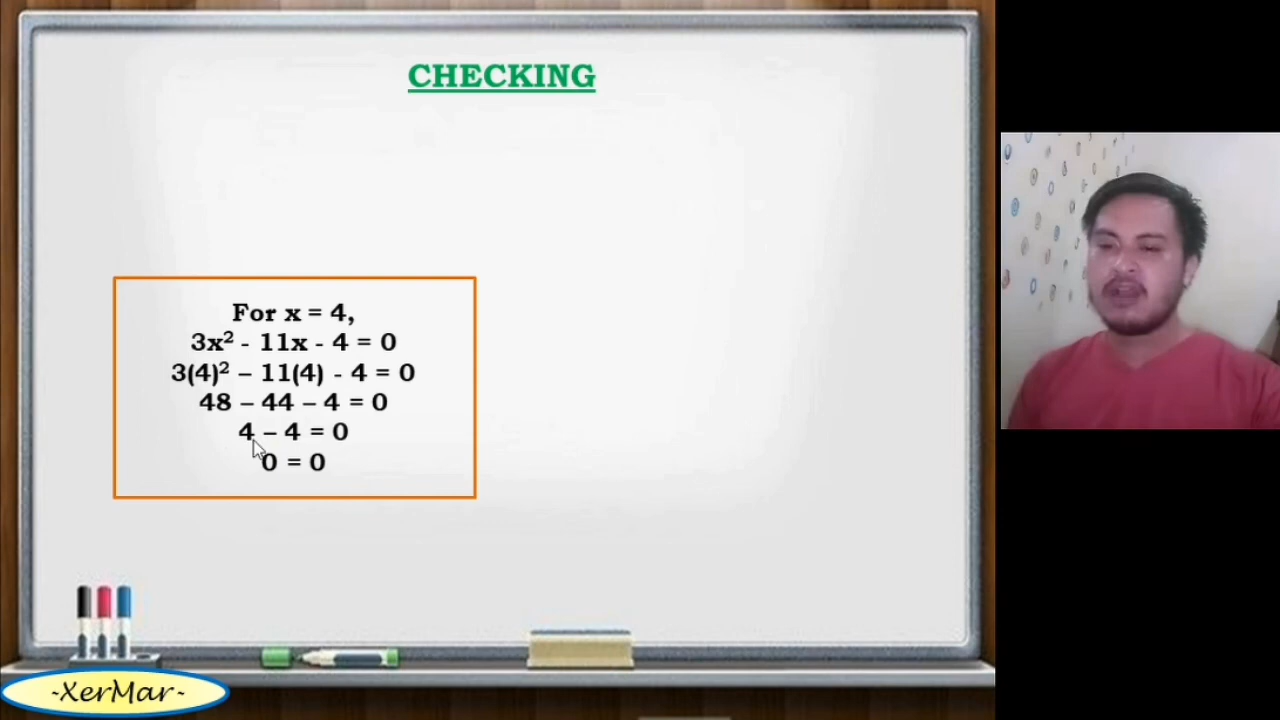 CHECKING
For x = 4,
3x² - 11x - 4 = 0
3(4)² – 11(4) - 4 = 0
48 – 44 – 4 = 0
4 – 4 = 0
0 = 0
-XerMar-